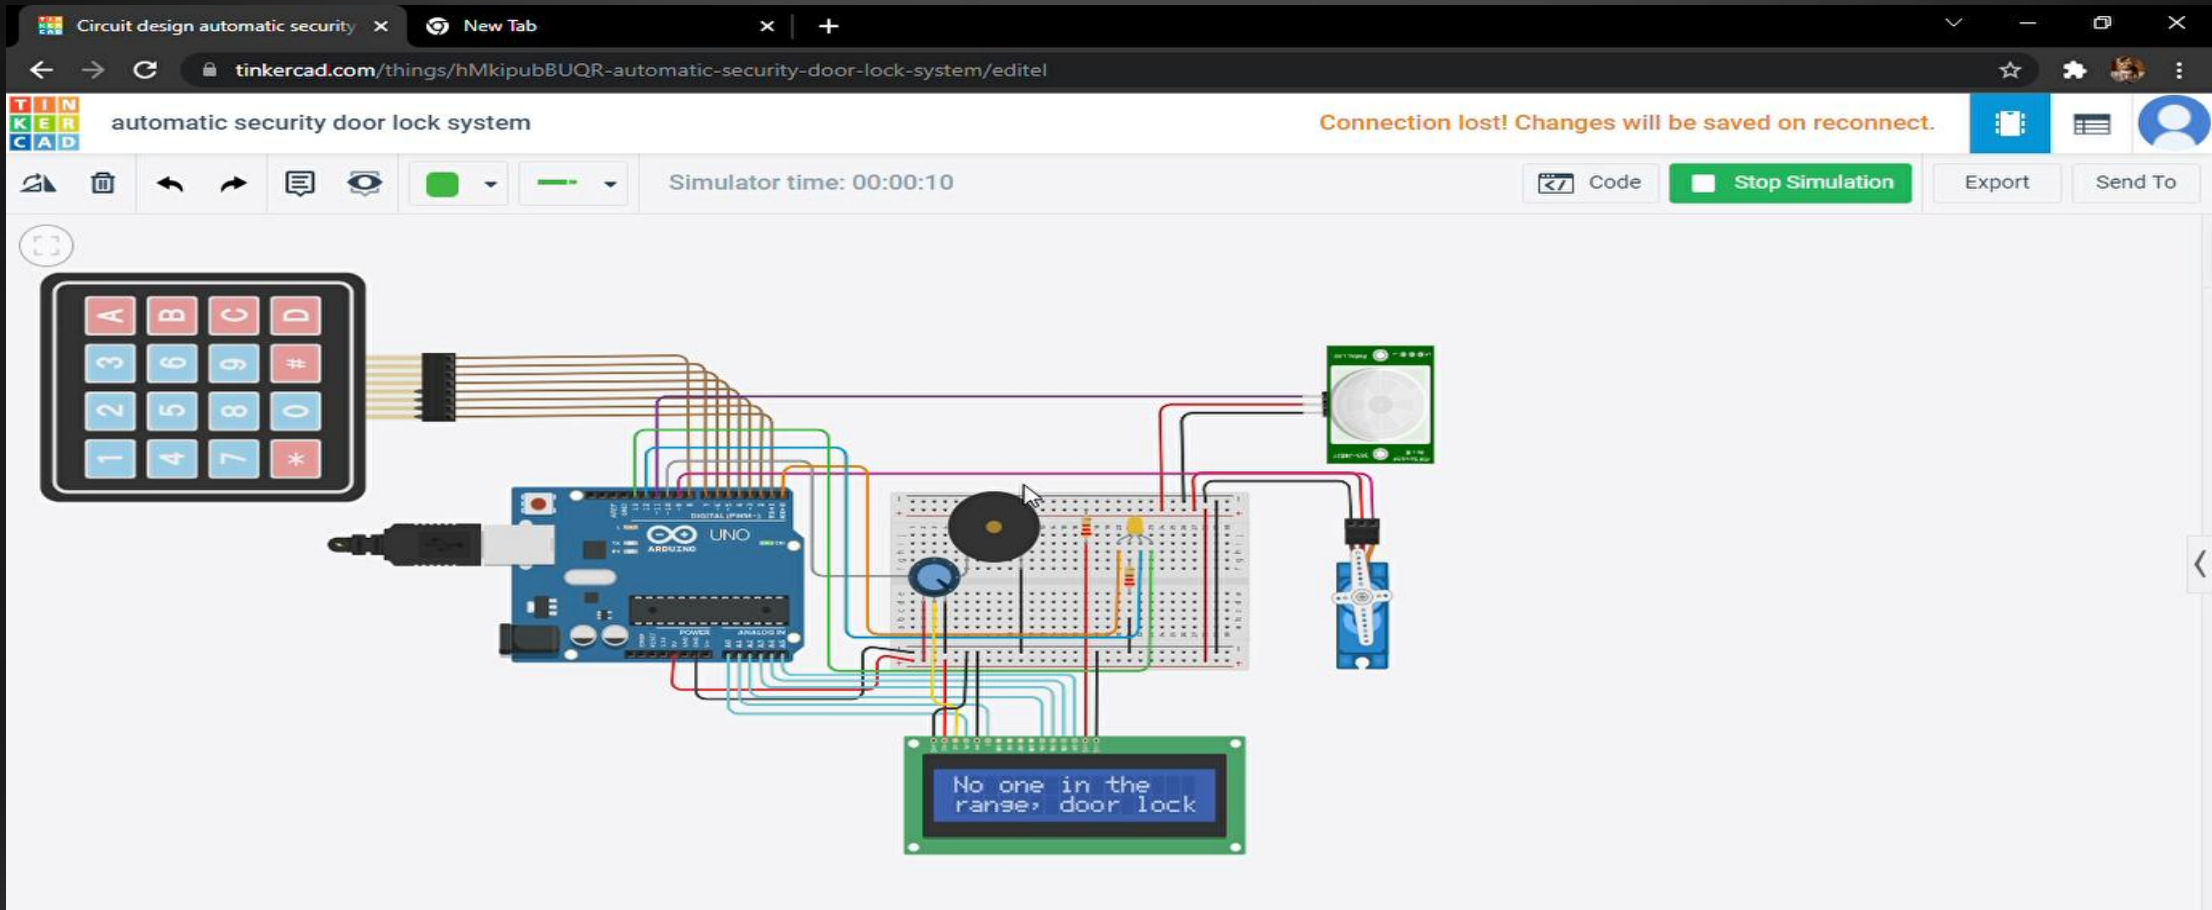 Circuit design automatic security
New Tab
tinkercad.com/things/hMkipubBUQR-automatic-security-door-lock-system/editel
TIN
KER
CAD
automatic security door lock system
Connection lost! Changes will be saved on reconnect.
Simulator time: 00:00:10
Code
Stop Simulation
Export
Send To
A B C D
3 6 9 #
2 5 8 0
1 4 7 *
DIGITAL (PWM~)
UNO
ARDUINO
POWER
ANALOG IN
No one in the
range, door lock